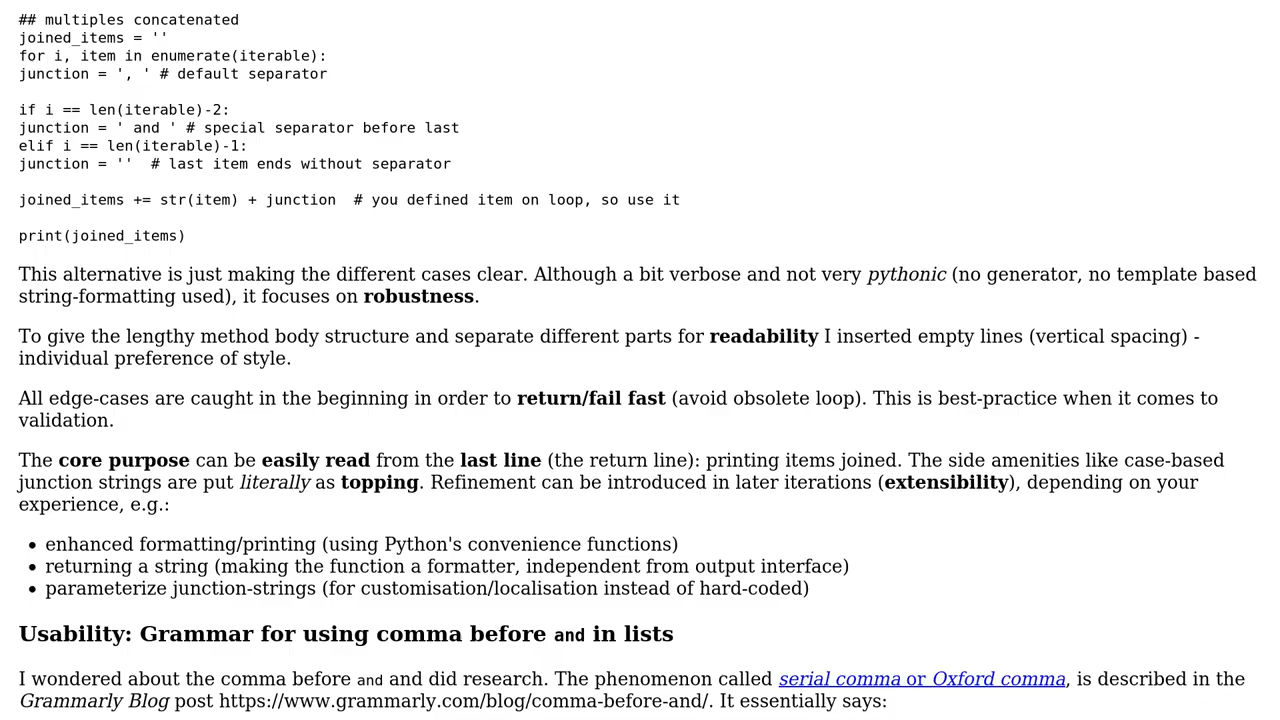 ## multiples concatenated
joined_items = ''
for i, item in enumerate(iterable):
junction = ', ' # default separator
if i == len(iterable)-2:
junction = ' and ' # special separator before last
elif i == len(iterable)-1:
junction = ''  # last item ends without separator
joined_items += str(item) + junction  # you defined item on loop, so use it
print(joined_items)
This alternative is just making the different cases clear. Although a bit verbose and not very pythonic (no generator, no template based
string-formatting used), it focuses on robustness.
To give the lengthy method body structure and separate different parts for readability I inserted empty lines (vertical spacing) -
individual preference of style.
All edge-cases are caught in the beginning in order to return/fail fast (avoid obsolete loop). This is best-practice when it comes to
validation.
The core purpose can be easily read from the last line (the return line): printing items joined. The side amenities like case-based
junction strings are put literally as topping. Refinement can be introduced in later iterations (extensibility), depending on your
experience, e.g.:
• enhanced formatting/printing (using Python's convenience functions)
• returning a string (making the function a formatter, independent from output interface)
• parameterize junction-strings (for customisation/localisation instead of hard-coded)
Usability: Grammar for using comma before and in lists
I wondered about the comma before and and did research. The phenomenon called serial comma or Oxford comma, is described in the
Grammarly Blog post https://www.grammarly.com/blog/comma-before-and/. It essentially says: